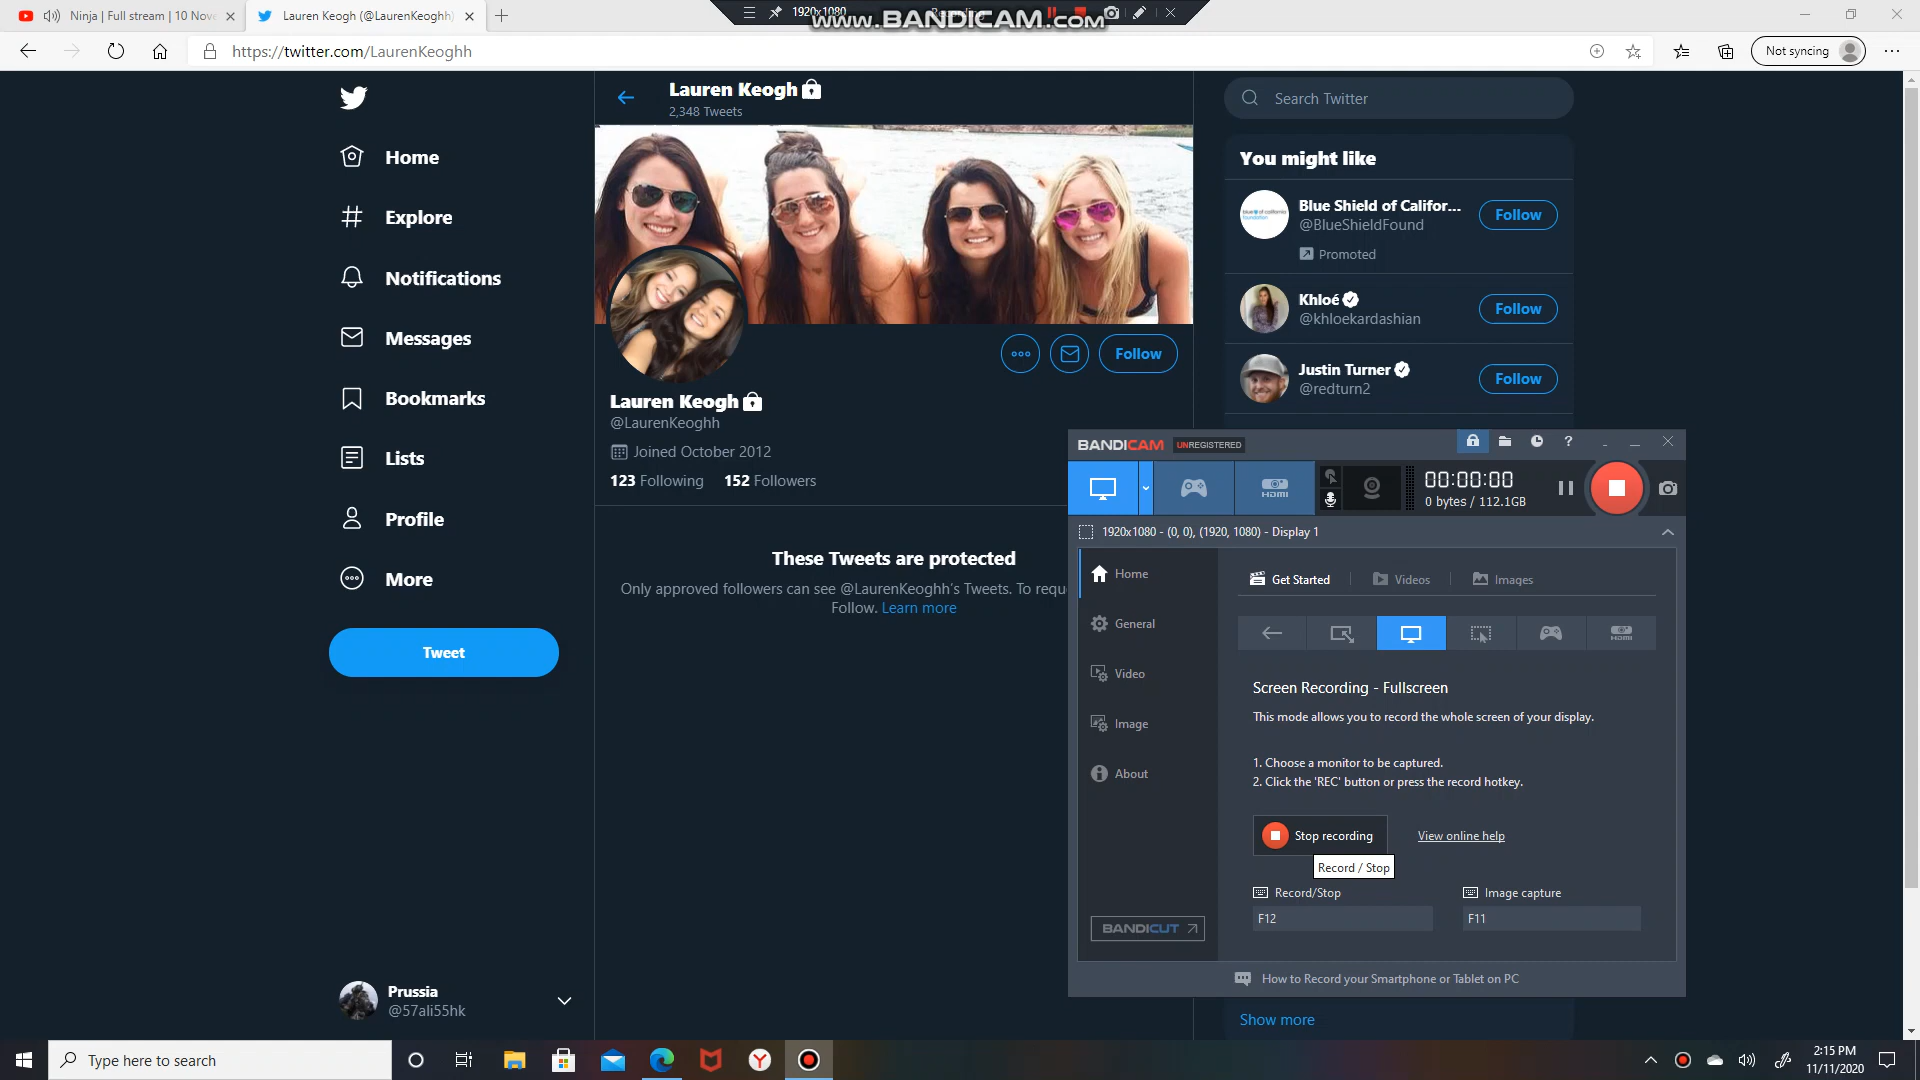 Ninja | Full stream | 10 Nove
Lauren Keogh (@LaurenKeoghh)
1920x1080
www.BANDICAM.com
https://twitter.com/LaurenKeoghh
Not syncing
Lauren Keogh
2,348 Tweets
Search Twitter
Home
Explore
Notifications
Messages
Bookmarks
Lists
Profile
More
Tweet
Prussia
@57ali55hk
Follow
Lauren Keogh
@LaurenKeoghh
Joined October 2012
123 Following 152 Followers
These Tweets are protected
Only approved followers can see @LaurenKeoghh's Tweets. To requ
Follow. Learn more
You might like
Blue Shield of Califor...
@BlueShieldFound
Follow
Promoted
Khloé
@khloekardashian
Follow
Justin Turner
@redturn2
Follow
Show more
BANDICAM UNREGISTERED
HDMI
00:00:00
0 bytes / 112.1GB
1920x1080 - (0, 0), (1920, 1080) - Display 1
Home
General
Video
Image
About
BANDICUT
Get Started
Videos
Images
HDMI
Screen Recording - Fullscreen
This mode allows you to record the whole screen of your display.
1. Choose a monitor to be captured.
2. Click the 'REC' button or press the record hotkey.
Stop recording
View online help
Record / Stop
Record/Stop
Image capture
F12
F11
How to Record your Smartphone or Tablet on PC
Type here to search
2:15 PM
11/11/2020